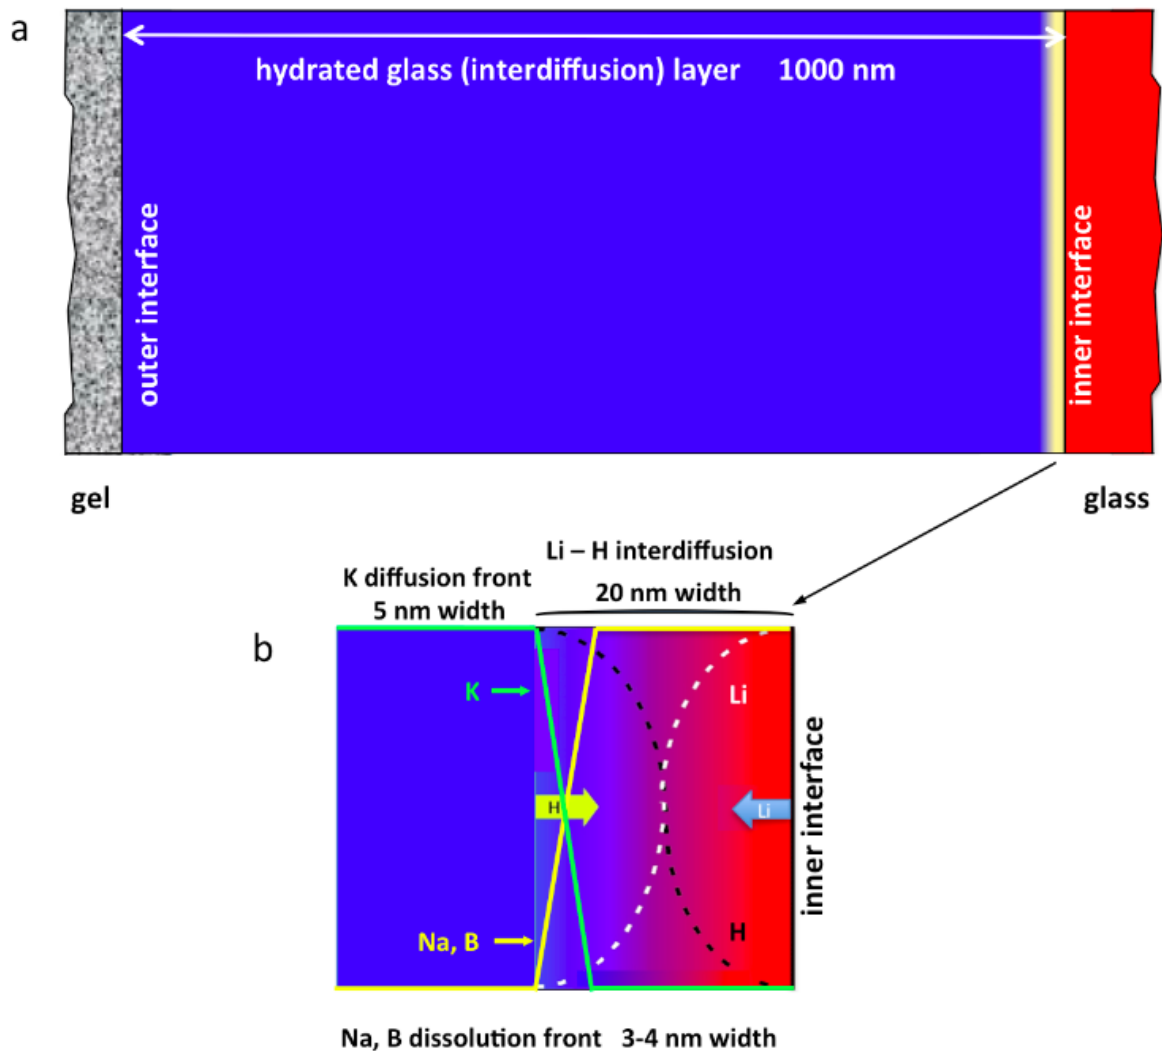 a
hydrated glass (interdiffusion) layer 1000 nm
outer interface
inner interface
gel
glass
Li – H interdiffusion
20 nm width
K diffusion front
5 nm width
b
K
Li
H
Li
inner interface
Na, B
H
Na, B dissolution front 3-4 nm width